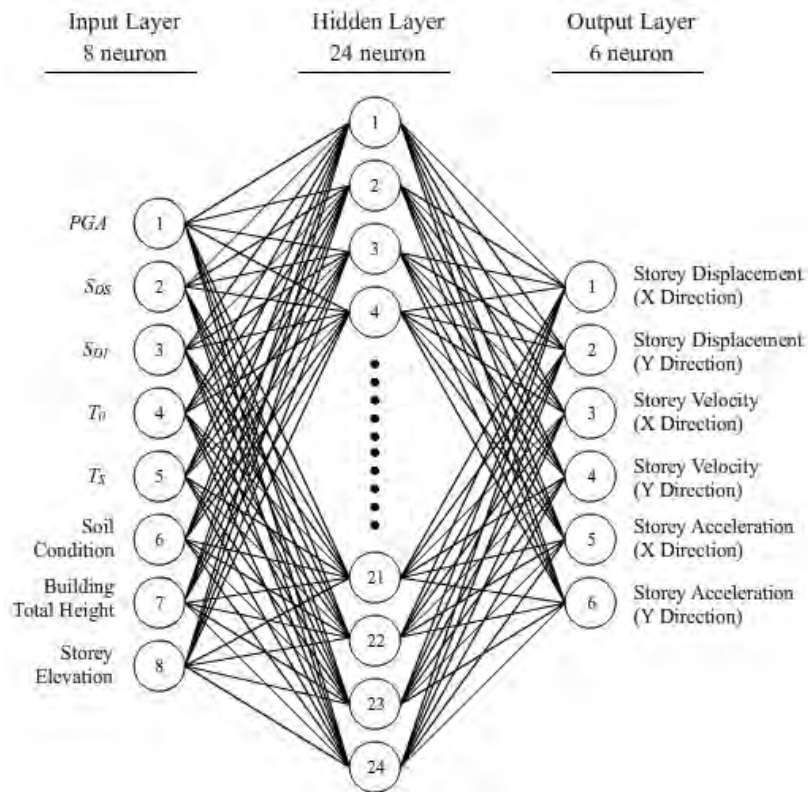 Input Layer
8 neuron
Hidden Layer
24 neuron
Output Layer
6 neuron
PGA
S_DS
S_D1
T_0
T_S
Soil
Condition
Building
Total Height
Storey
Elevation
1
2
3
4
5
6
7
8
1
2
3
4
21
22
23
24
1
2
3
4
5
6
Storey Displacement
(X Direction)
Storey Displacement
(Y Direction)
Storey Velocity
(X Direction)
Storey Velocity
(Y Direction)
Storey Acceleration
(X Direction)
Storey Acceleration
(Y Direction)